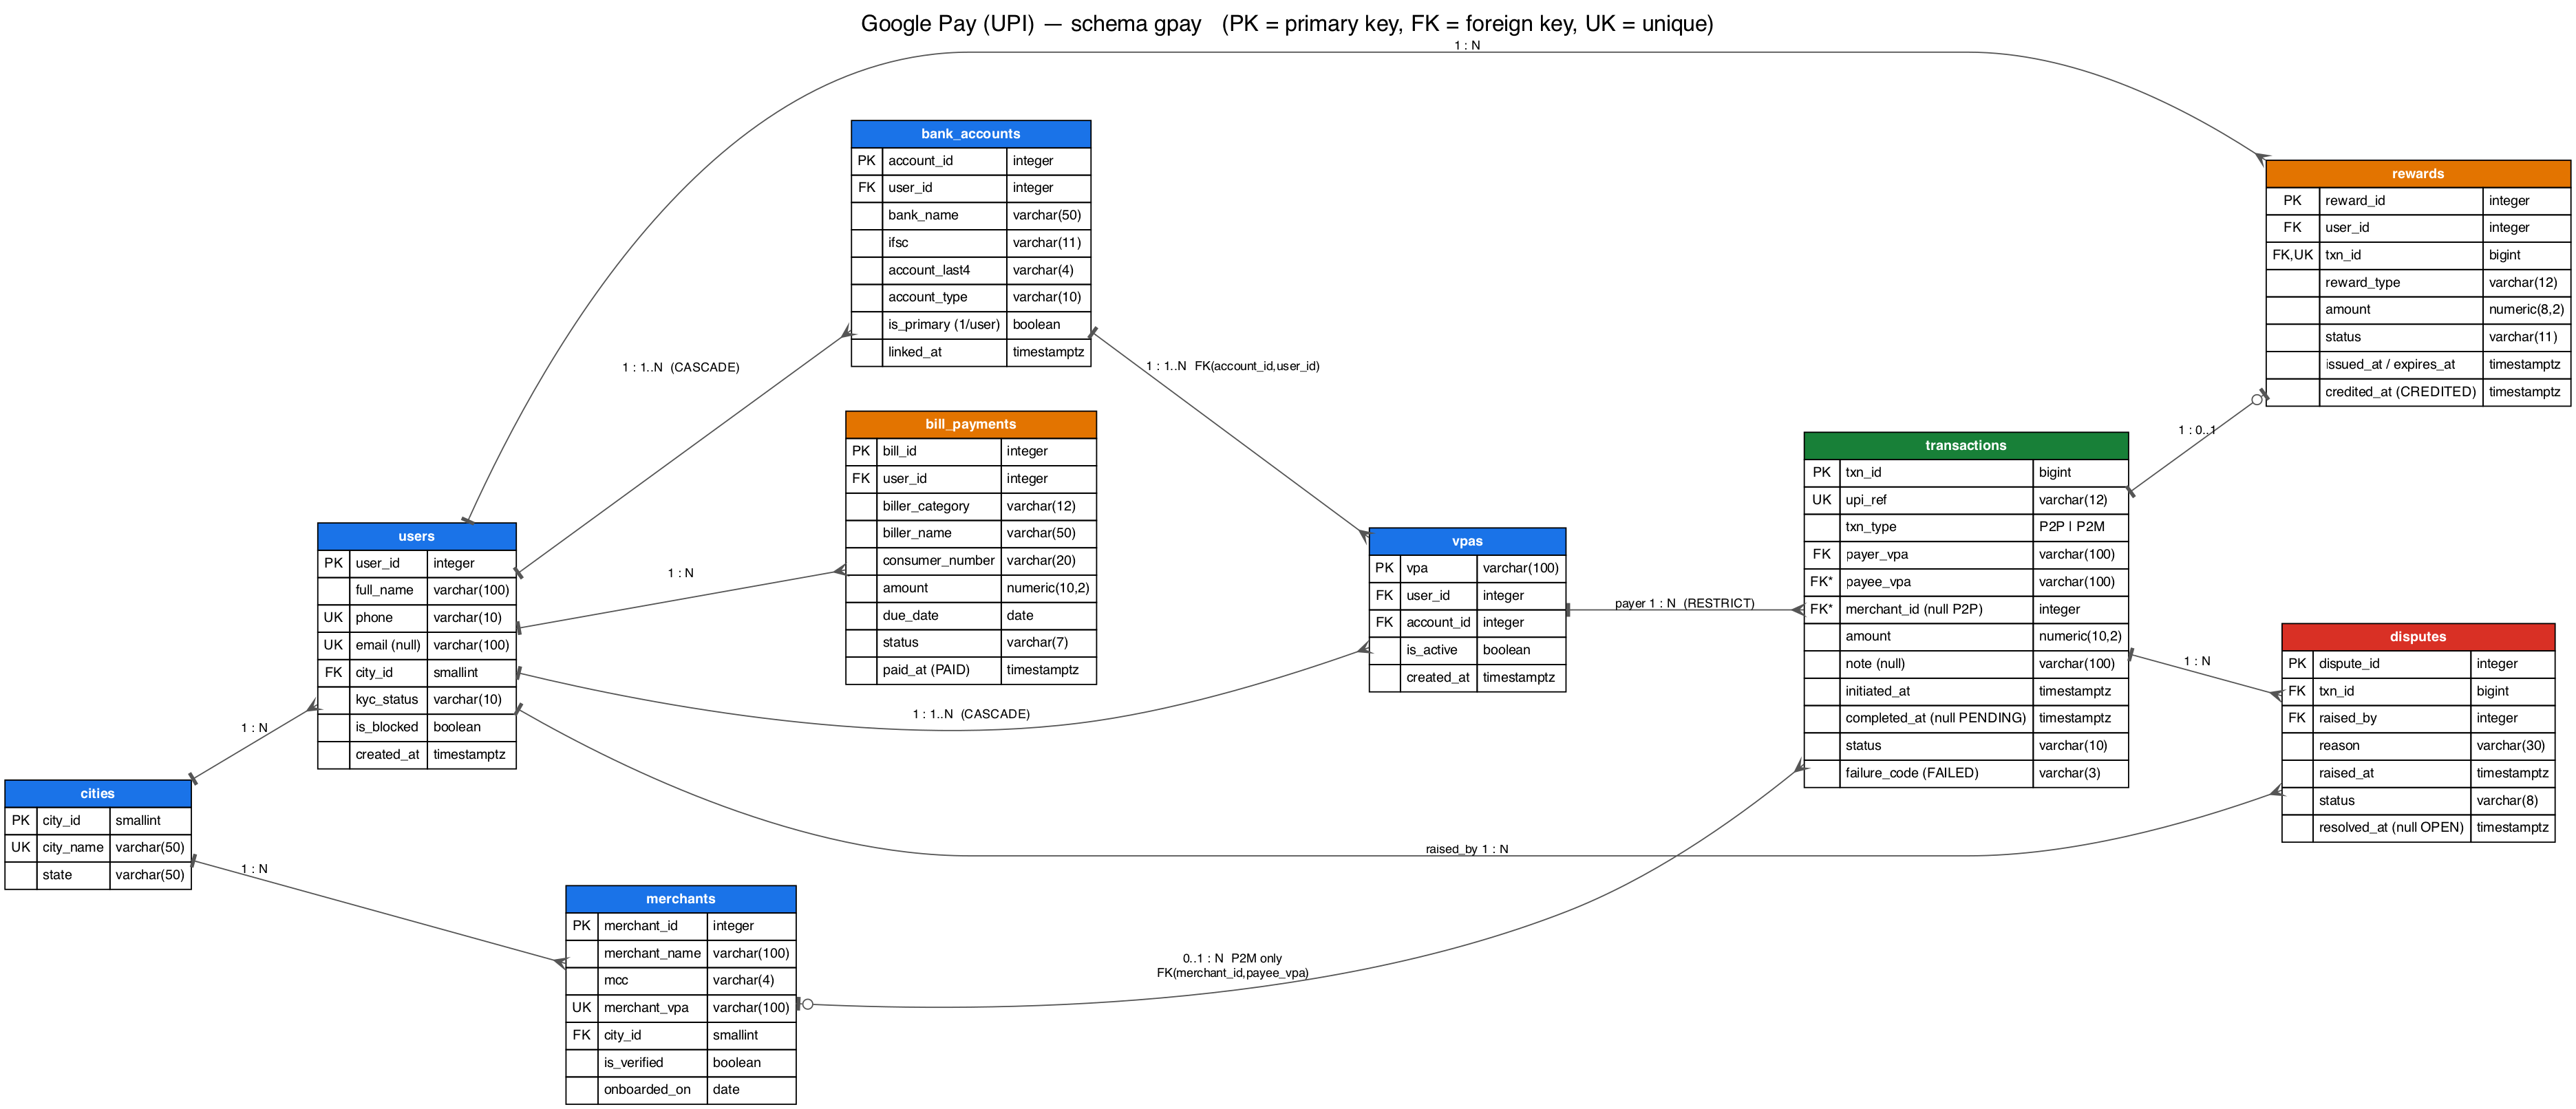 Google Pay (UPI) — schema gpay   (PK = primary key, FK = foreign key, UK = unique)
1 : N
bank_accounts
PK account_id integer
FK user_id integer
bank_name varchar(50)
ifsc varchar(11)
account_last4 varchar(4)
account_type varchar(10)
is_primary (1/user) boolean
linked_at timestamptz
rewards
PK reward_id integer
FK user_id integer
FK,UK txn_id bigint
reward_type varchar(12)
amount numeric(8,2)
status varchar(11)
issued_at / expires_at timestamptz
credited_at (CREDITED) timestamptz
1 : 1..N  (CASCADE)
1 : 1..N  FK(account_id,user_id)
bill_payments
PK bill_id integer
FK user_id integer
biller_category varchar(12)
biller_name varchar(50)
consumer_number varchar(20)
amount numeric(10,2)
due_date date
status varchar(7)
paid_at (PAID) timestamptz
1 : 0..1
transactions
PK txn_id bigint
UK upi_ref varchar(12)
txn_type P2P | P2M
FK payer_vpa varchar(100)
FK* payee_vpa varchar(100)
FK* merchant_id (null P2P) integer
amount numeric(10,2)
note (null) varchar(100)
initiated_at timestamptz
completed_at (null PENDING) timestamptz
status varchar(10)
failure_code (FAILED) varchar(3)
users
PK user_id integer
full_name varchar(100)
UK phone varchar(10)
UK email (null) varchar(100)
FK city_id smallint
kyc_status varchar(10)
is_blocked boolean
created_at timestamptz
1 : N
vpas
PK vpa varchar(100)
FK user_id integer
FK account_id integer
is_active boolean
created_at timestamptz
payer 1 : N  (RESTRICT)
disputes
PK dispute_id integer
FK txn_id bigint
FK raised_by integer
reason varchar(30)
raised_at timestamptz
status varchar(8)
resolved_at (null OPEN) timestamptz
1 : N
1 : 1..N  (CASCADE)
1 : N
cities
PK city_id smallint
UK city_name varchar(50)
state varchar(50)
1 : N
raised_by 1 : N
merchants
PK merchant_id integer
merchant_name varchar(100)
mcc varchar(4)
UK merchant_vpa varchar(100)
FK city_id smallint
is_verified boolean
onboarded_on date
0..1 : N  P2M only
FK(merchant_id,payee_vpa)